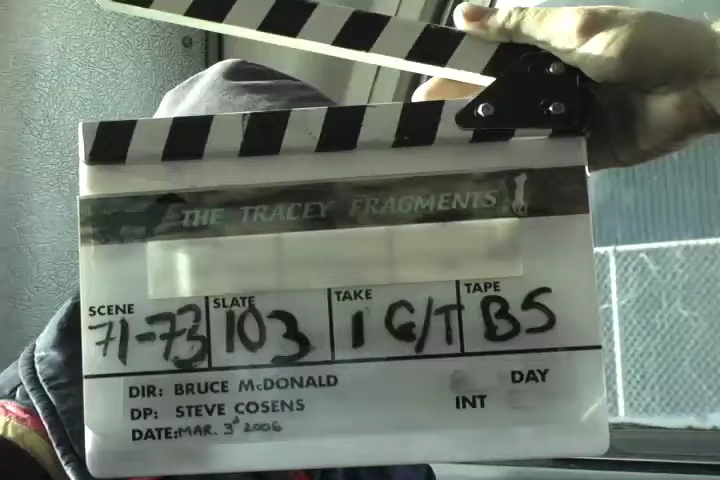 THE TRACEY FRAGMENTS
SCENE SLATE TAKE TAPE
71-73 103 1 G/T B5
DIR: BRUCE McDONALD DAY
DP: STEVE COSENS INT
DATE: MAR. 3rd 2006